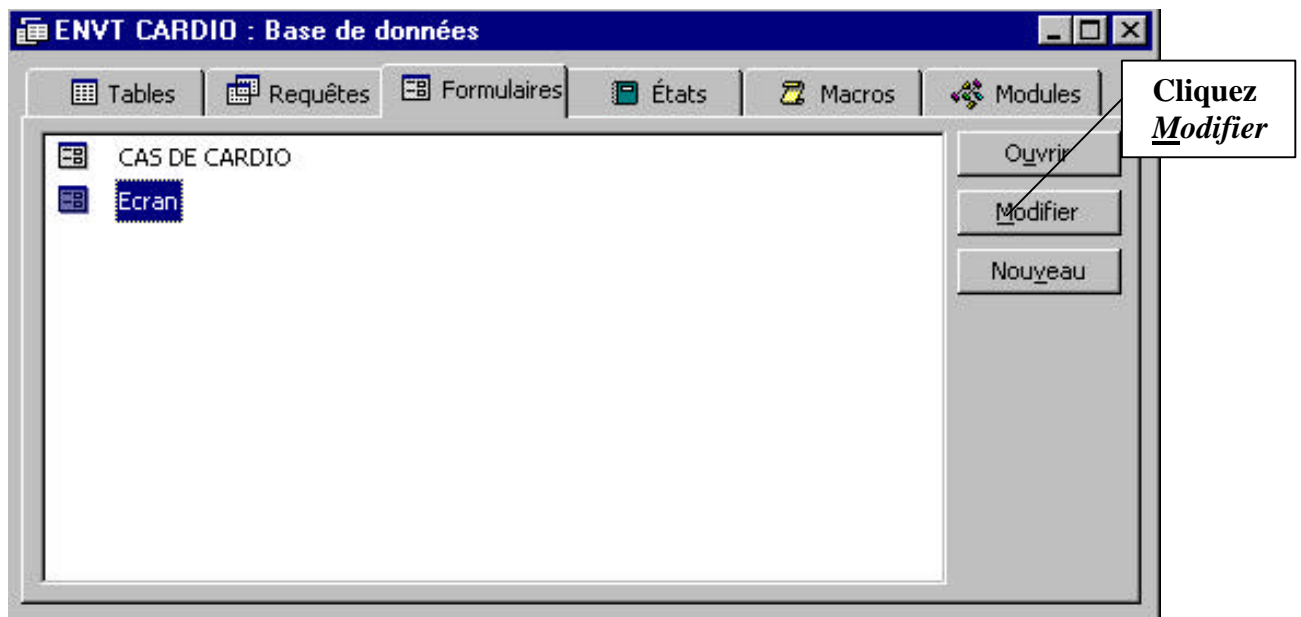 ENVT CARDIO : Base de données
Tables Requêtes Formulaires États Macros Modules
Cliquez
Modifier
CAS DE CARDIO
Ecran
Ouvrir
Modifier
Nouveau